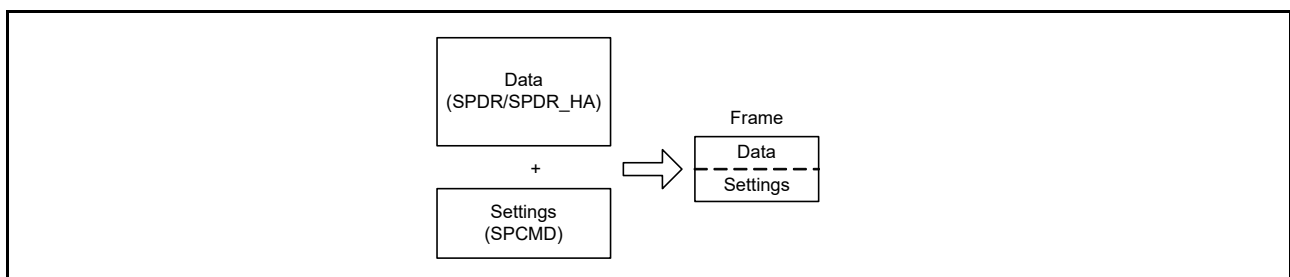 Data
(SPDR/SPDR_HA)
+
Settings
(SPCMD)
Frame
Data
Settings